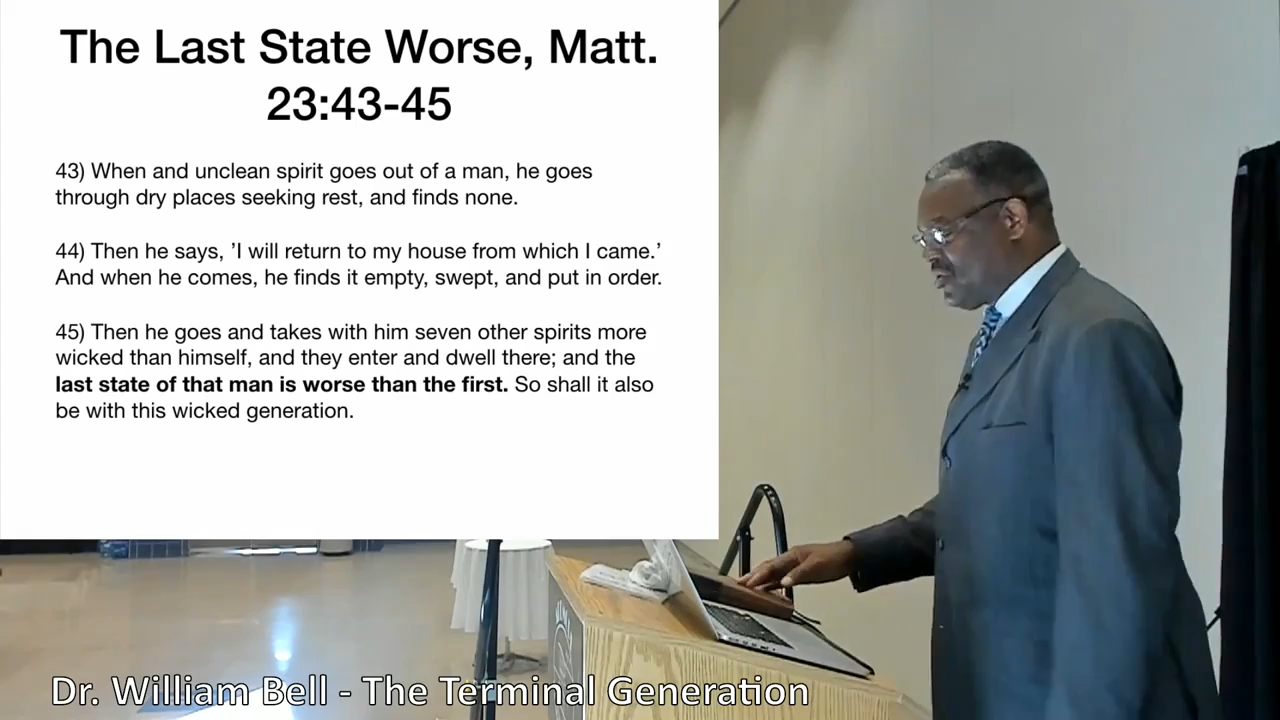 The Last State Worse, Matt.
23:43-45
43) When and unclean spirit goes out of a man, he goes
through dry places seeking rest, and finds none.
44) Then he says, ’I will return to my house from which I came.’
And when he comes, he finds it empty, swept, and put in order.
45) Then he goes and takes with him seven other spirits more
wicked than himself, and they enter and dwell there; and the
last state of that man is worse than the first. So shall it also
be with this wicked generation.
Dr. William Bell - The Terminal Generation